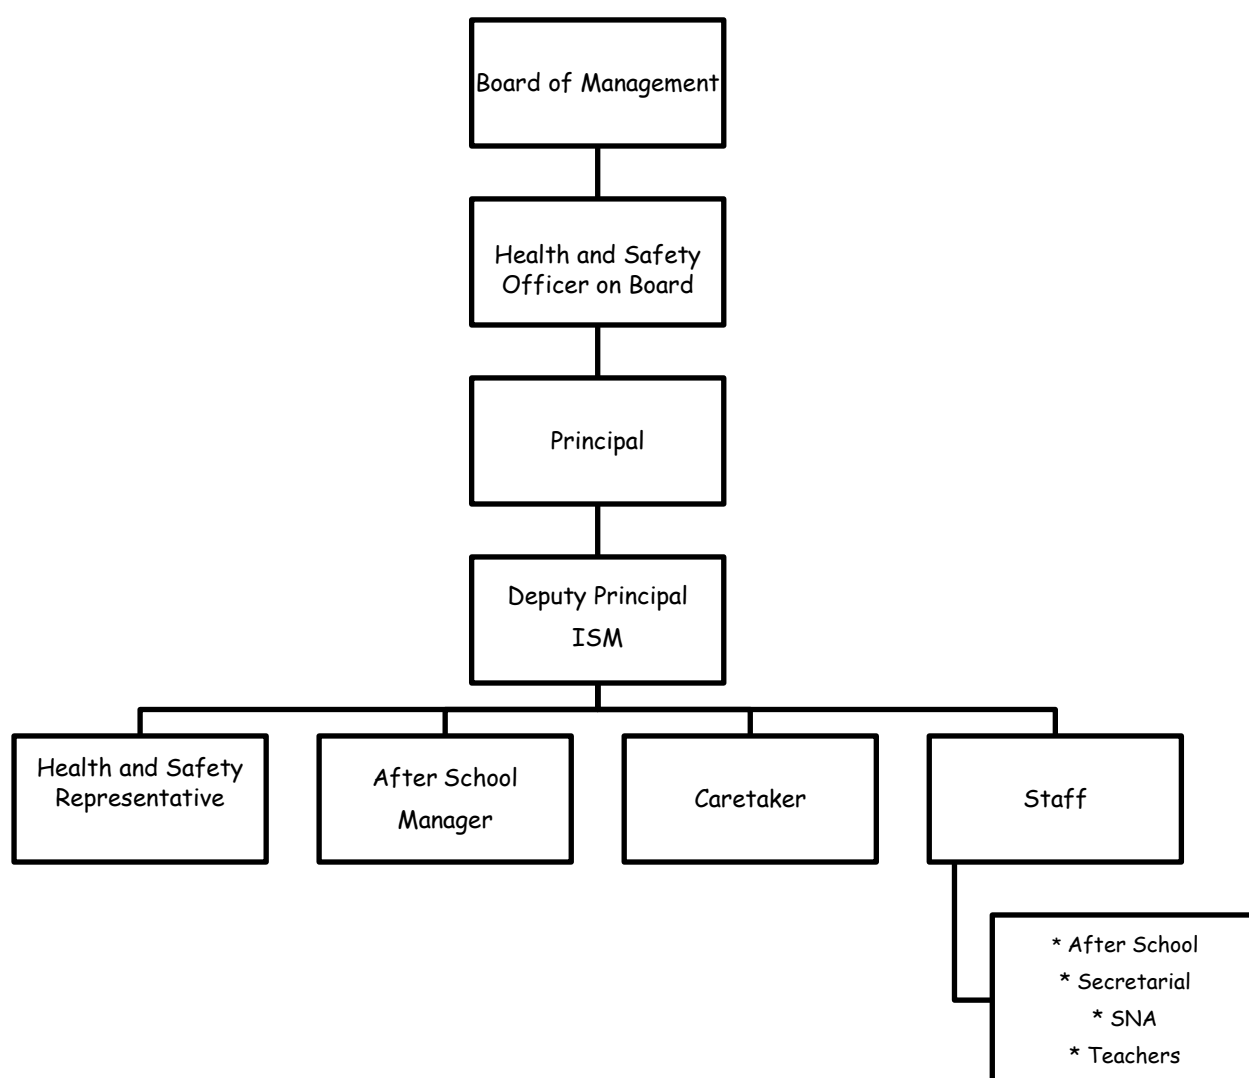 Board of Management
Health and Safety
Officer on Board
Principal
Deputy Principal
ISM
Health and Safety
Representative
After School
Manager
Caretaker
Staff
* After School
* Secretarial
* SNA
* Teachers